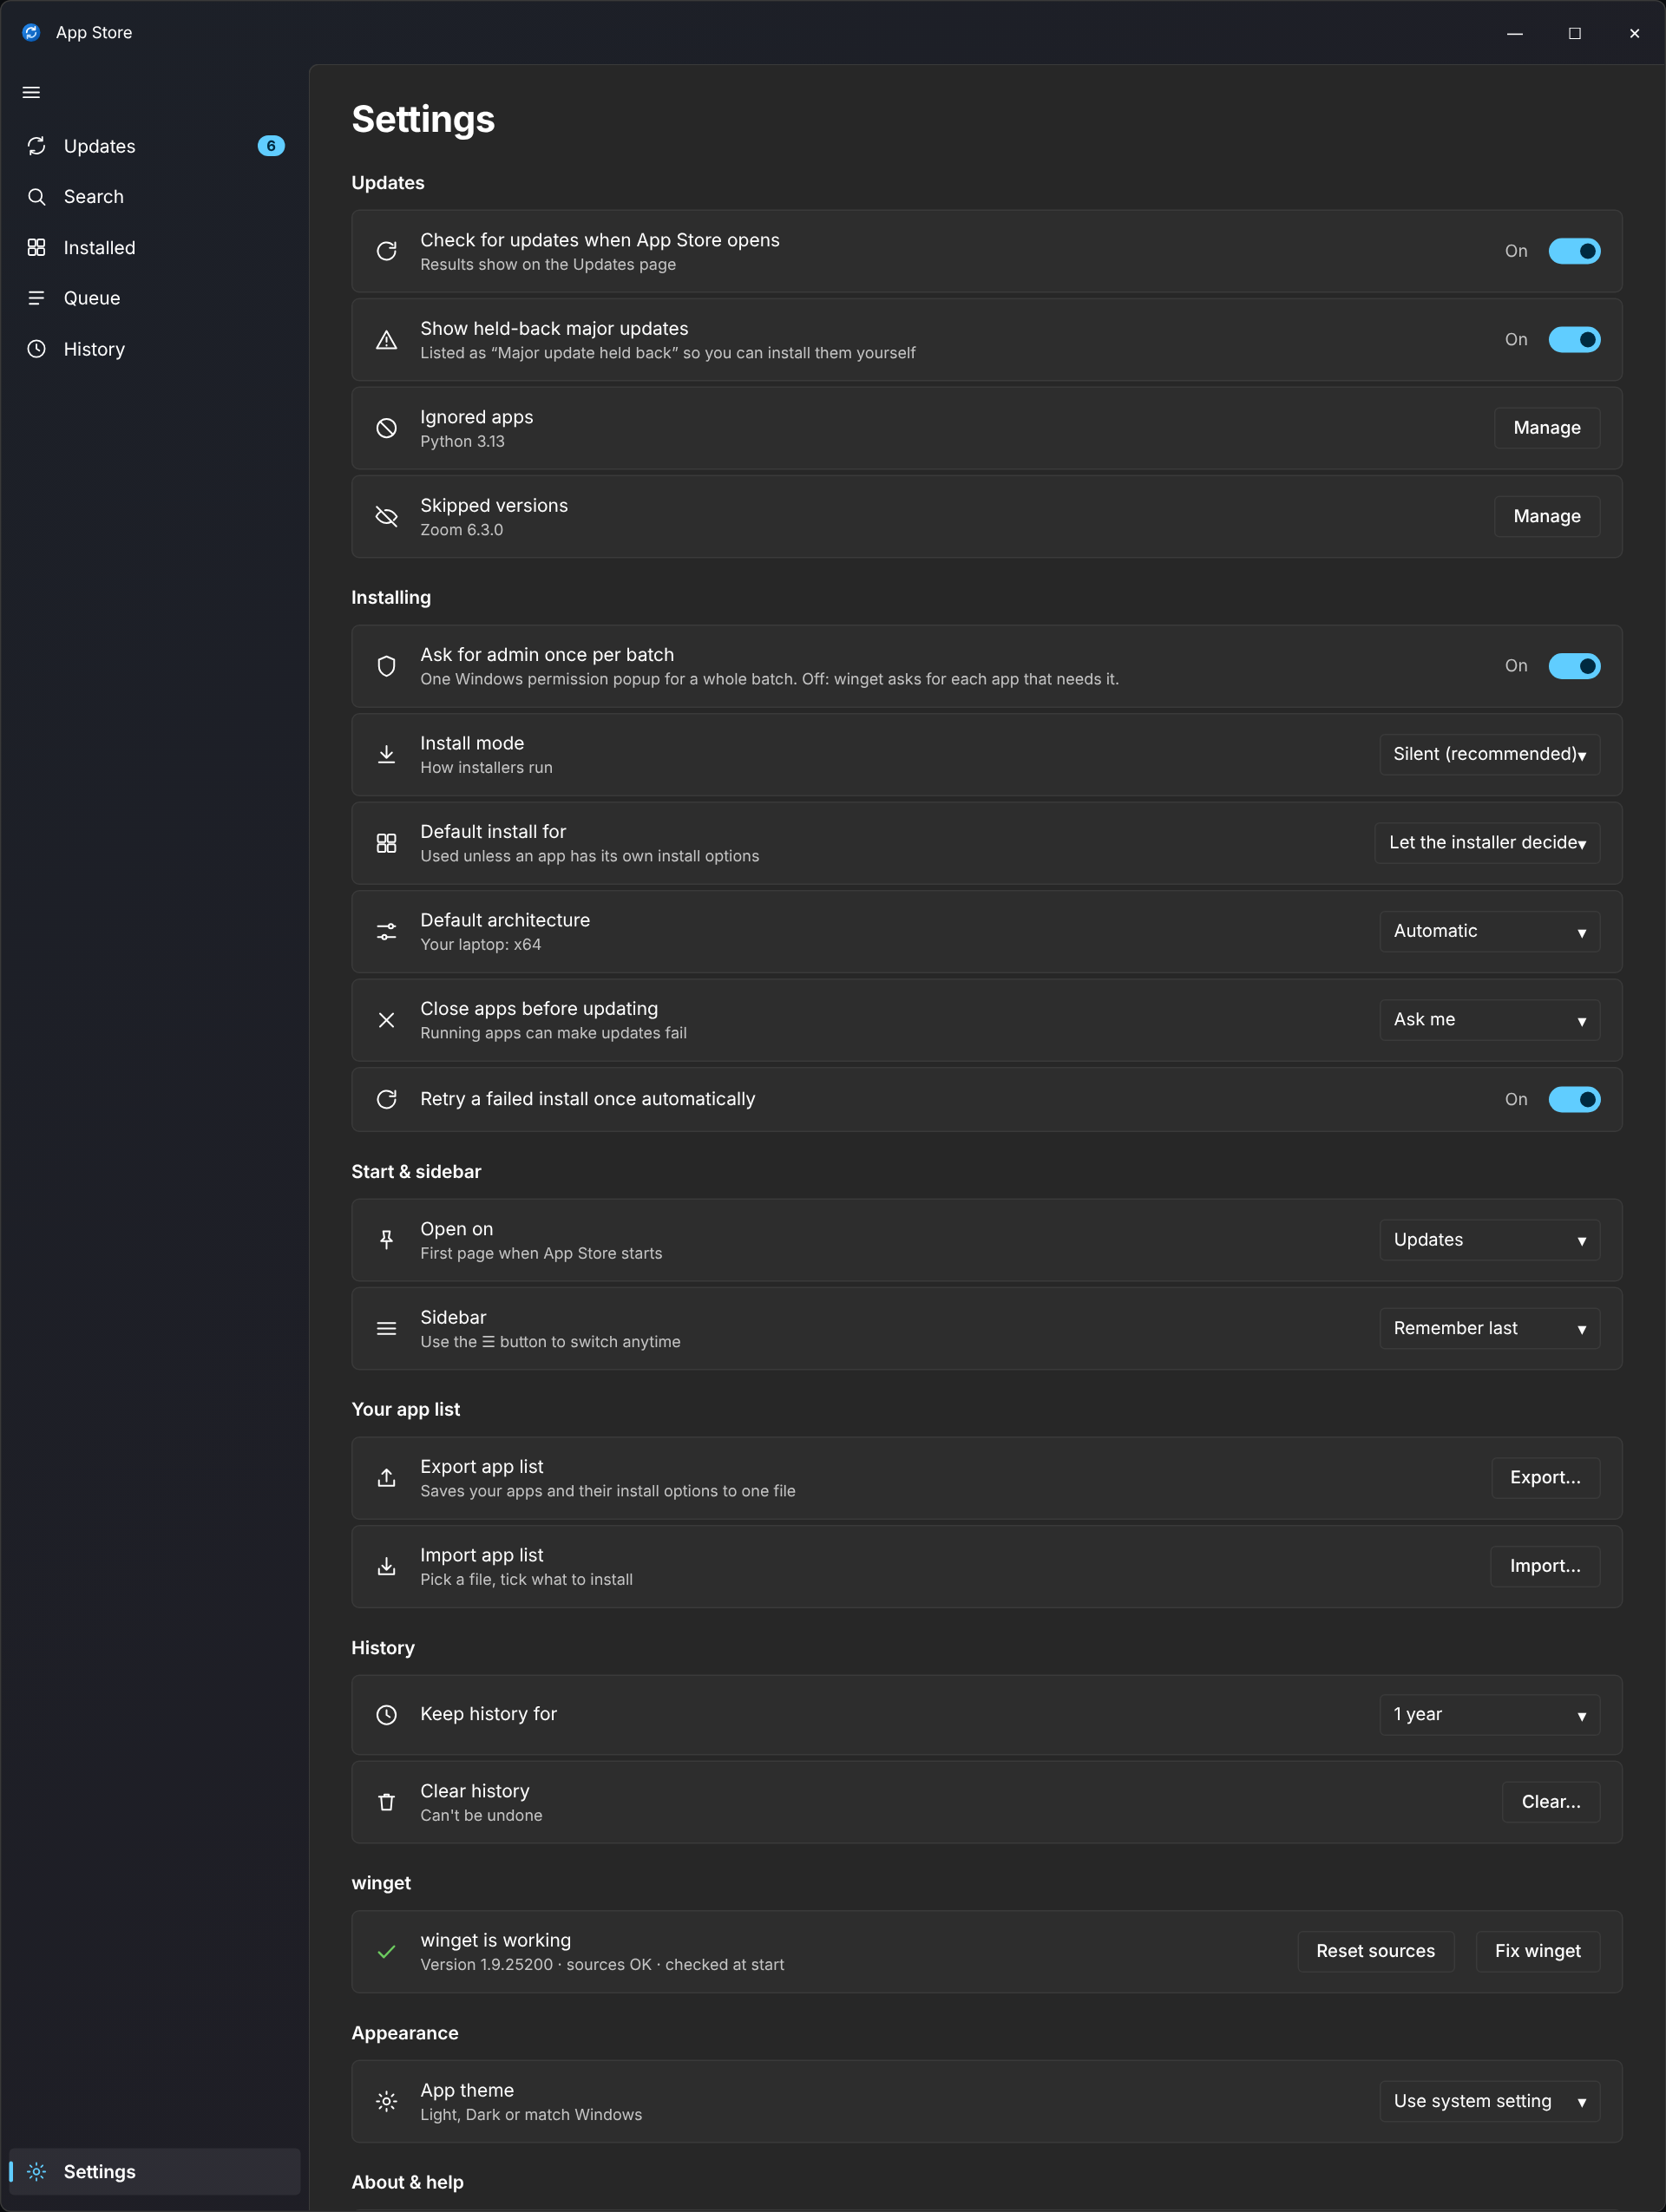 App Store
Updates
6
Search
Installed
Queue
History
Settings
Settings
Updates
Check for updates when App Store opens
Results show on the Updates page
On
Show held-back major updates
Listed as “Major update held back” so you can install them yourself
On
Ignored apps
Python 3.13
Manage
Skipped versions
Zoom 6.3.0
Manage
Installing
Ask for admin once per batch
One Windows permission popup for a whole batch. Off: winget asks for each app that needs it.
On
Install mode
How installers run
Silent (recommended)
Default install for
Used unless an app has its own install options
Let the installer decide
Default architecture
Your laptop: x64
Automatic
Close apps before updating
Running apps can make updates fail
Ask me
Retry a failed install once automatically
On
Start & sidebar
Open on
First page when App Store starts
Updates
Sidebar
Use the ☰ button to switch anytime
Remember last
Your app list
Export app list
Saves your apps and their install options to one file
Export...
Import app list
Pick a file, tick what to install
Import...
History
Keep history for
1 year
Clear history
Can't be undone
Clear...
winget
winget is working
Version 1.9.25200 · sources OK · checked at start
Reset sources
Fix winget
Appearance
App theme
Light, Dark or match Windows
Use system setting
About & help